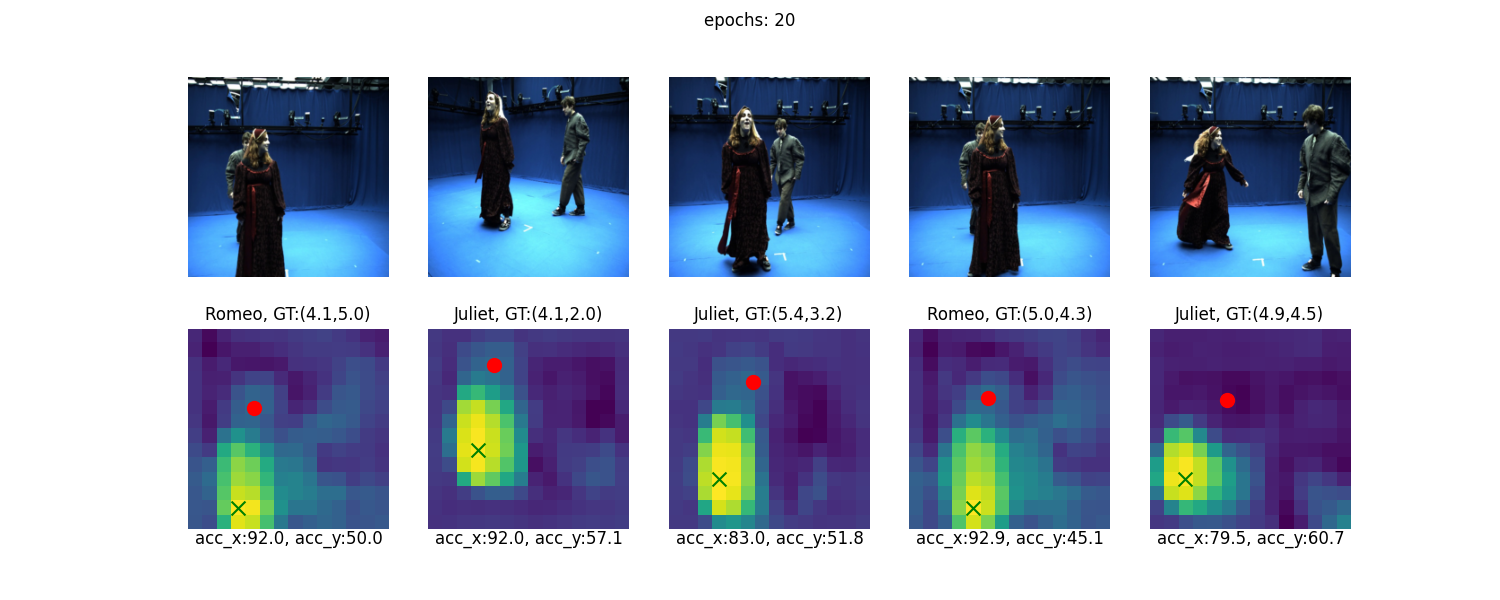 epochs: 20
Romeo, GT:(4.1,5.0)
Juliet, GT:(4.1,2.0)
Juliet, GT:(5.4,3.2)
Romeo, GT:(5.0,4.3)
Juliet, GT:(4.9,4.5)
acc_x:92.0, acc_y:50.0
acc_x:92.0, acc_y:57.1
acc_x:83.0, acc_y:51.8
acc_x:92.9, acc_y:45.1
acc_x:79.5, acc_y:60.7